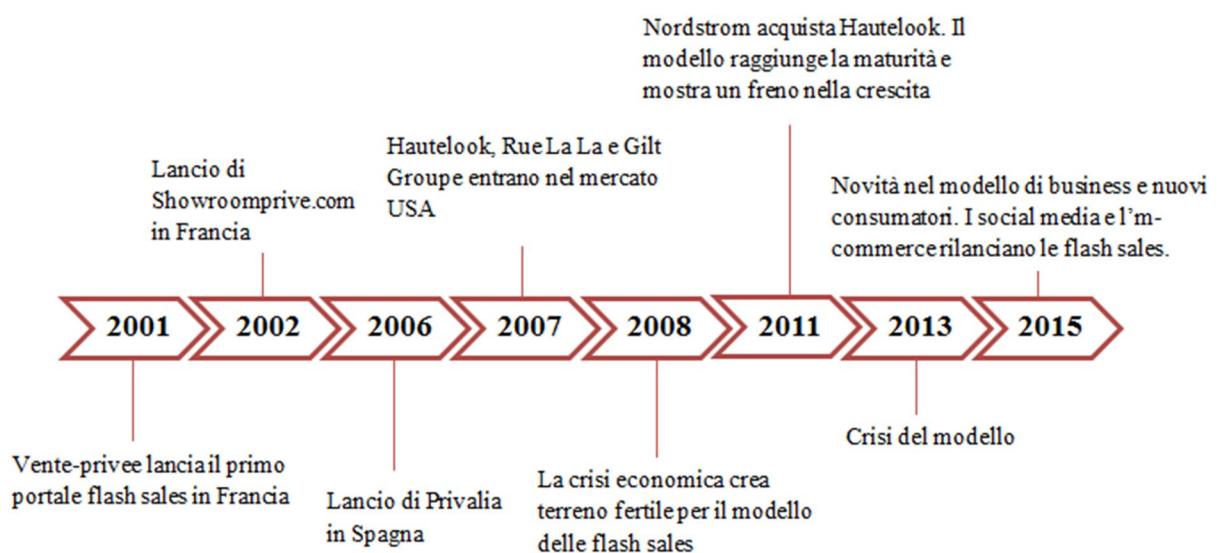 Nordstrom acquista Hautelook. Il
modello raggiunge la maturità e
mostra un freno nella crescita
Hautelook, Rue La La e Gilt
Groupe entrano nel mercato
USA
Lancio di
Showroomprive.com
in Francia
Novità nel modello di business e nuovi
consumatori. I social media e l’m-
commerce rilanciano le flash sales.
2001
2002
2006
2007
2008
2011
2013
2015
Vente-privee lancia il primo
portale flash sales in Francia
Lancio di Privalia
in Spagna
La crisi economica crea
terreno fertile per il modello
delle flash sales
Crisi del modello